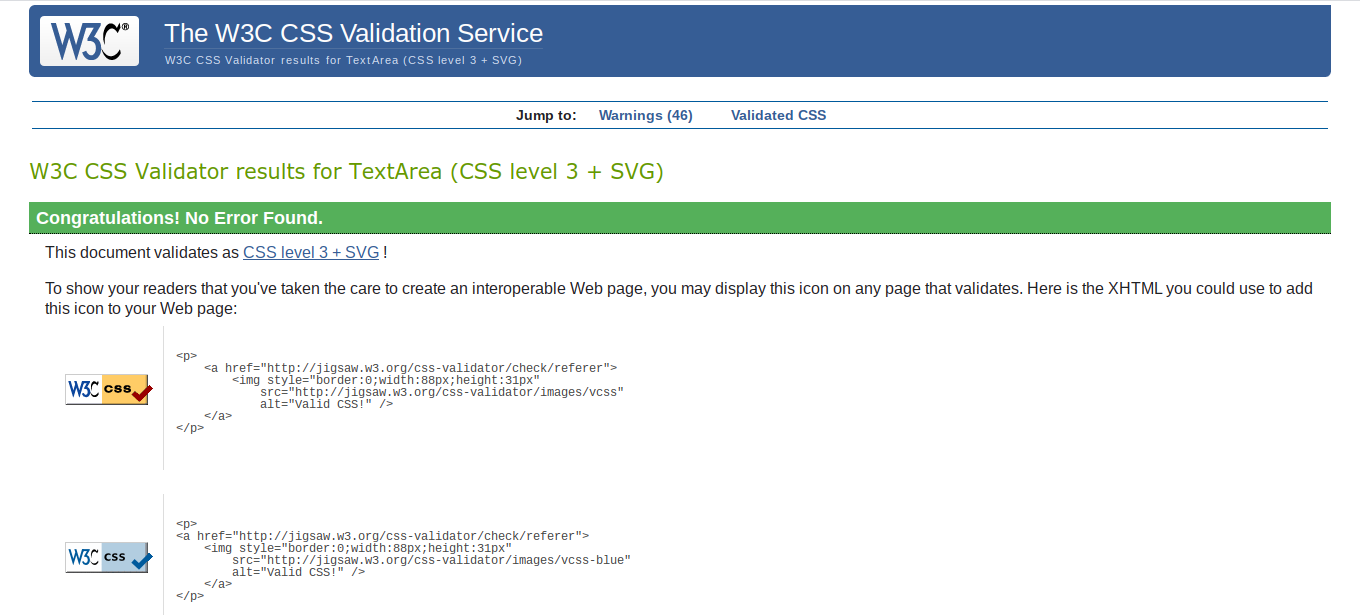 W3C®
The W3C CSS Validation Service
W3C CSS Validator results for TextArea (CSS level 3 + SVG)
Jump to: Warnings (46) Validated CSS
W3C CSS Validator results for TextArea (CSS level 3 + SVG)
Congratulations! No Error Found.
This document validates as CSS level 3 + SVG !
To show your readers that you've taken the care to create an interoperable Web page, you may display this icon on any page that validates. Here is the XHTML you could use to add
this icon to your Web page:
W3C css
<p>
    <a href="http://jigsaw.w3.org/css-validator/check/referer">
        <img style="border:0;width:88px;height:31px"
            src="http://jigsaw.w3.org/css-validator/images/vcss"
            alt="Valid CSS!" />
    </a>
</p>
W3C css
<p>
<a href="http://jigsaw.w3.org/css-validator/check/referer">
    <img style="border:0;width:88px;height:31px"
        src="http://jigsaw.w3.org/css-validator/images/vcss-blue"
        alt="Valid CSS!" />
    </a>
</p>